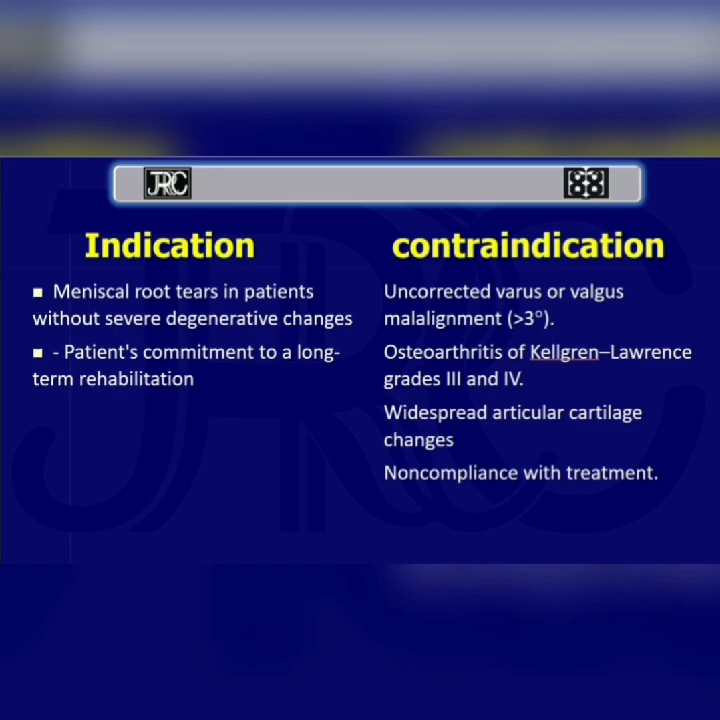 JRC
Indication
■ Meniscal root tears in patients
without severe degenerative changes
■ - Patient's commitment to a long-
term rehabilitation
contraindication
Uncorrected varus or valgus
malalignment (>3°).
Osteoarthritis of Kellgren–Lawrence
grades III and IV.
Widespread articular cartilage
changes
Noncompliance with treatment.